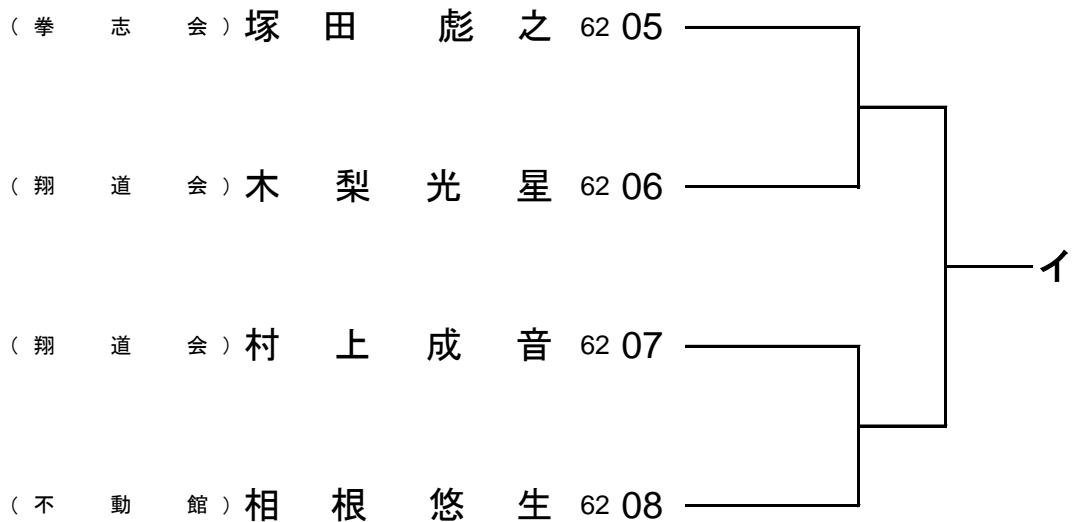 (拳志会) 塚田 彪之 62 05
(翔道会) 木梨光星 62 06
イ
(翔道会) 村上成音 62 07
(不動館) 相根悠生 62 08